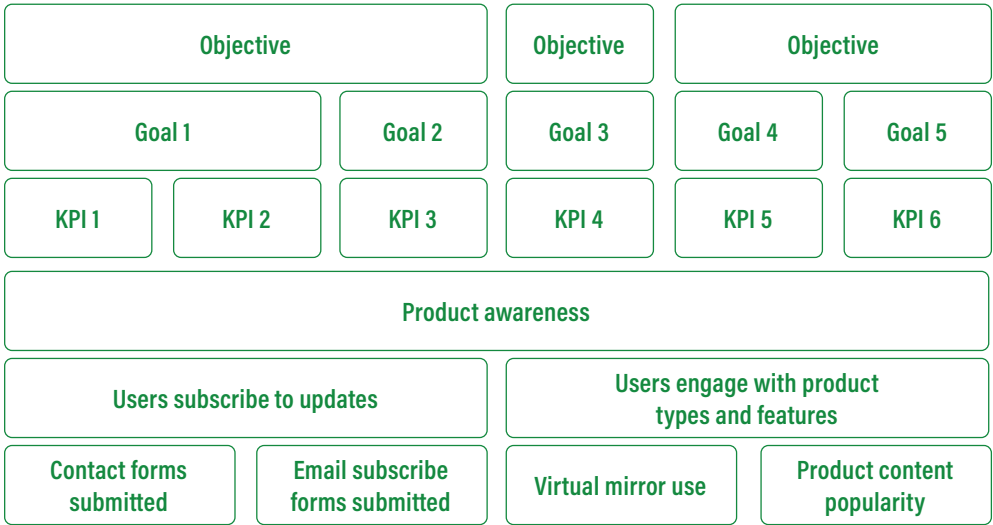 Objective
Objective
Objective
Goal 1
Goal 2
Goal 3
Goal 4
Goal 5
KPI 1
KPI 2
KPI 3
KPI 4
KPI 5
KPI 6
Product awareness
Users subscribe to updates
Users engage with product
types and features
Contact forms
submitted
Email subscribe
forms submitted
Virtual mirror use
Product content
popularity